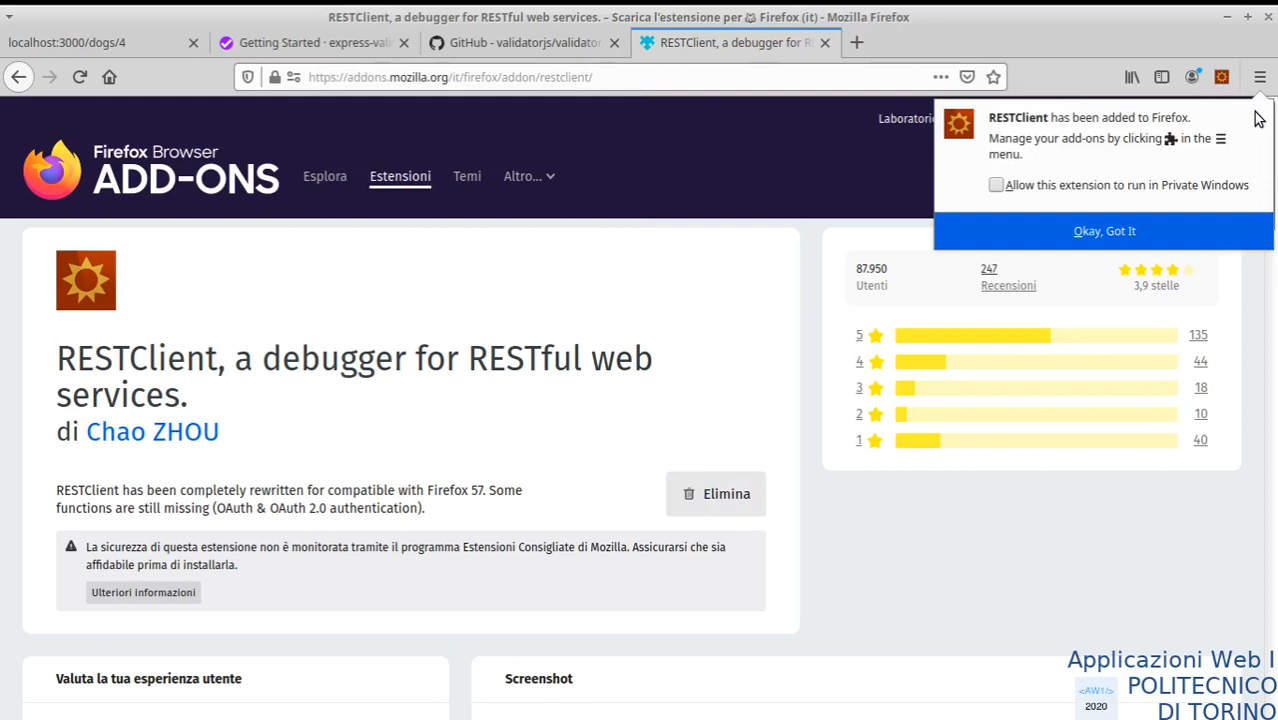 RESTClient, a debugger for RESTful web services. – Scarica l'estensione per 🦊 Firefox (it) - Mozilla Firefox
localhost:3000/dogs/4
Getting Started · express-vali
GitHub - validatorjs/validator
RESTClient, a debugger for R
https://addons.mozilla.org/it/firefox/addon/restclient/
Laboratorio
RESTClient has been added to Firefox.
Manage your add-ons by clicking in the ☰
menu.
Allow this extension to run in Private Windows
Okay, Got It
Firefox Browser
ADD-ONS
Esplora
Estensioni
Temi
Altro...
RESTClient, a debugger for RESTful web
services.
di Chao ZHOU
RESTClient has been completely rewritten for compatible with Firefox 57. Some
functions are still missing (OAuth & OAuth 2.0 authentication).
Elimina
La sicurezza di questa estensione non è monitorata tramite il programma Estensioni Consigliate di Mozilla. Assicurarsi che sia
affidabile prima di installarla.
Ulteriori informazioni
87.950
Utenti
247
Recensioni
3,9 stelle
5 135
4 44
3 18
2 10
1 40
Valuta la tua esperienza utente
Screenshot
Applicazioni Web I
POLITECNICO
DI TORINO
<AW1/>
2020